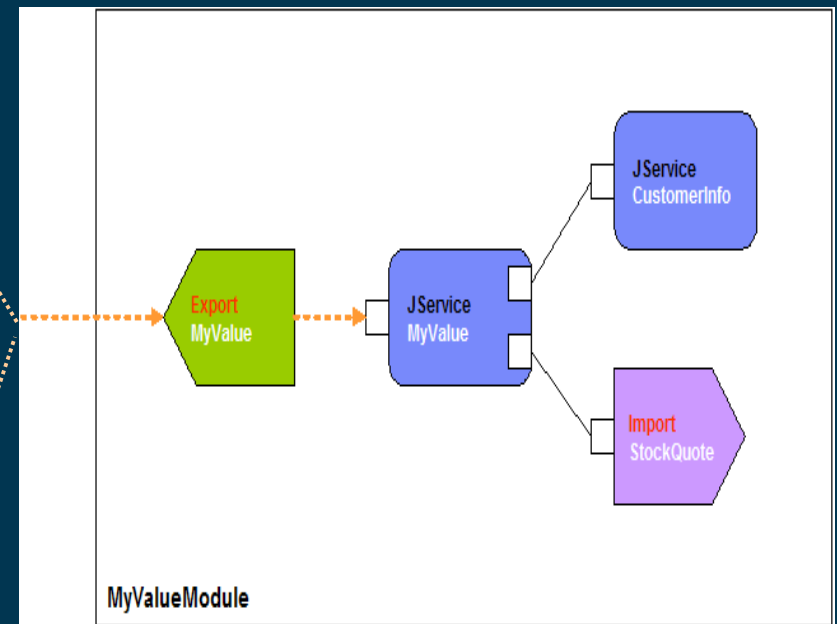 JService
CustomerInfo
Export
MyValue
JService
MyValue
Import
StockQuote
MyValueModule